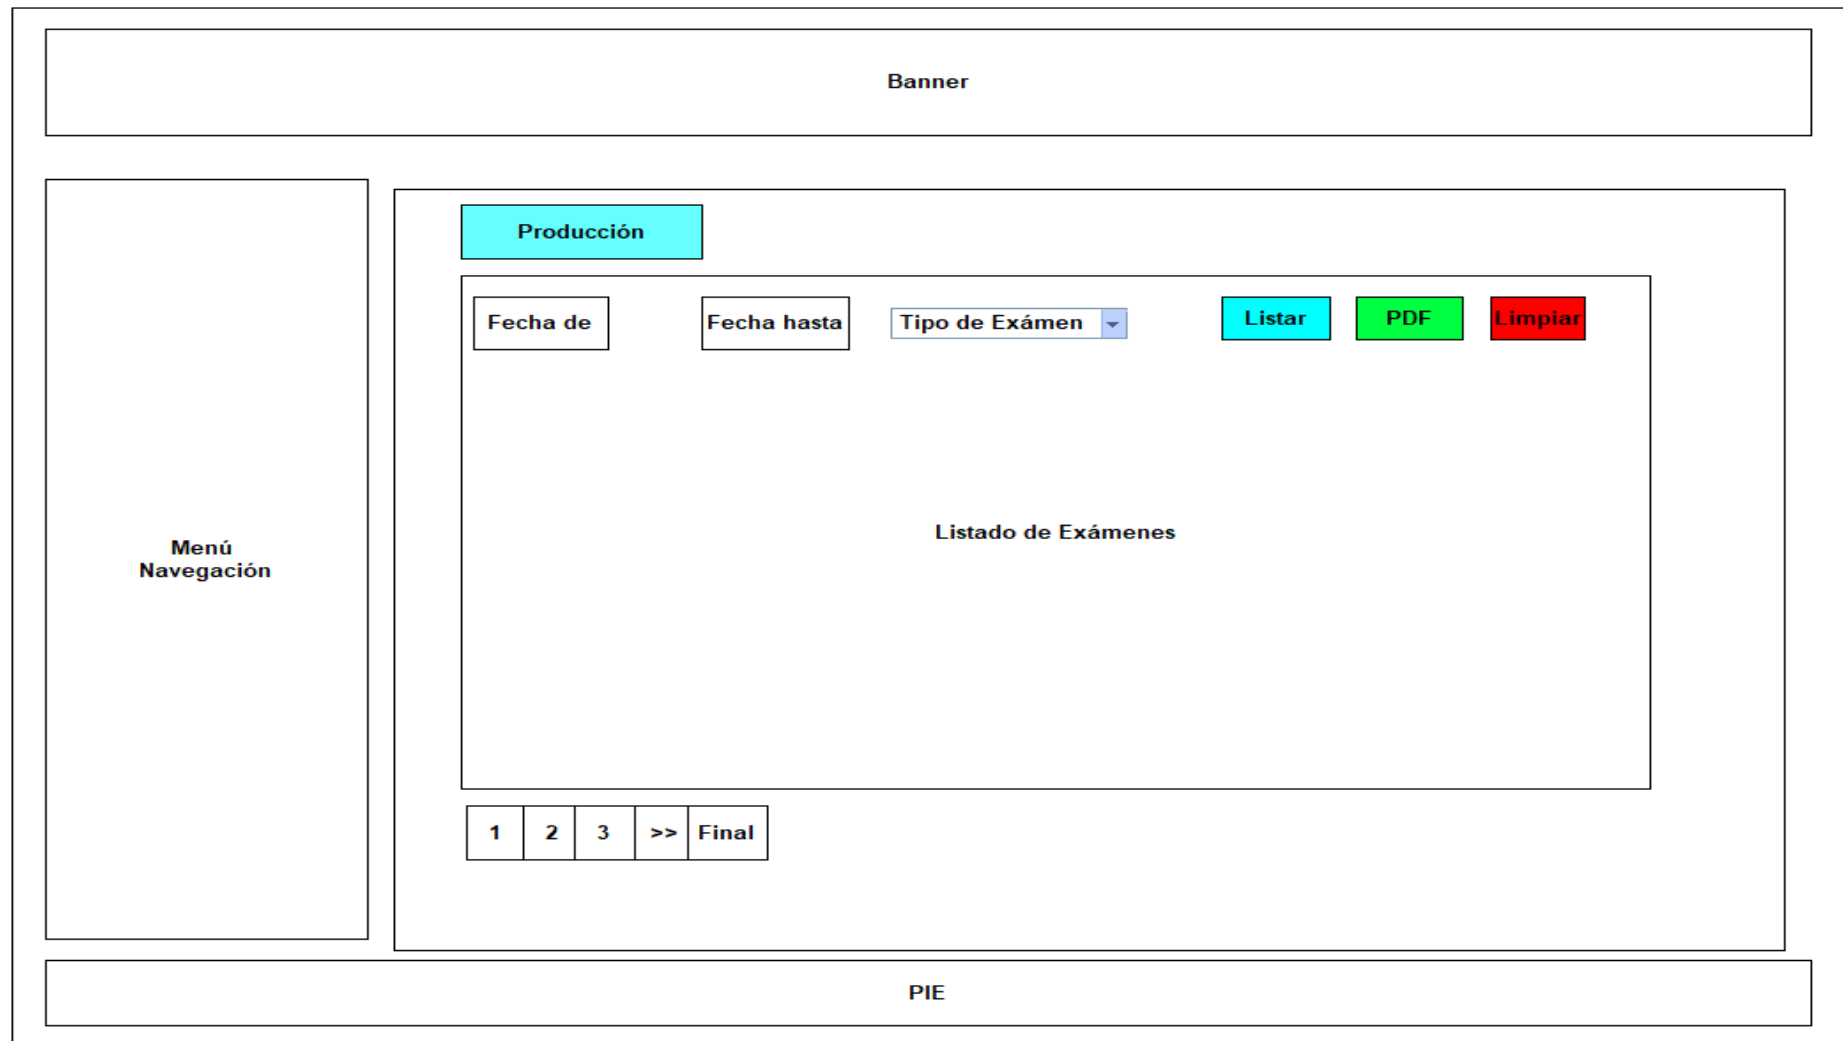 Banner
Menú
Navegación
Producción
Fecha de
Fecha hasta
Tipo de Exámen
Listar
PDF
Limpiar
Listado de Exámenes
1
2
3
>>
Final
PIE